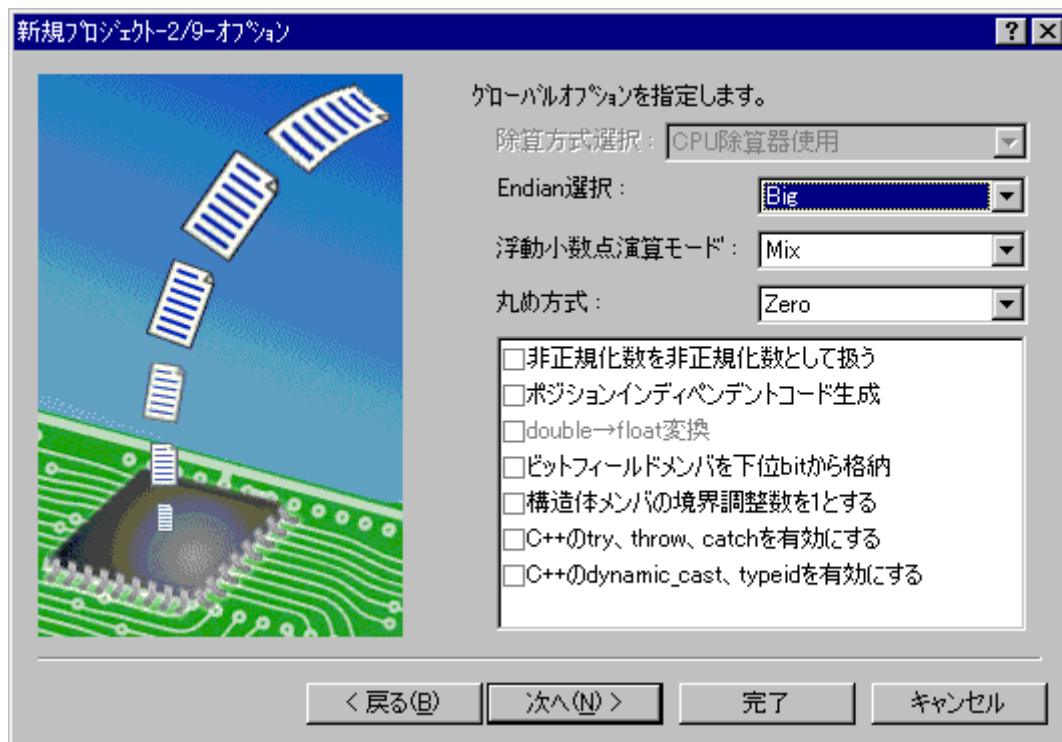 新規ﾌﾟﾛｼﾞｪｸﾄ-2/9-ｵﾌﾟｼｮﾝ
ｸﾞﾛｰﾊﾞﾙｵﾌﾟｼｮﾝを指定します。
除算方式選択： CPU除算器使用
Endian選択： Big
浮動小数点演算モード： Mix
丸め方式： Zero
非正規化数を非正規化数として扱う
ポジションインディペンデントコード生成
double→float変換
ビットフィールドメンバを下位bitから格納
構造体メンバの境界調整数を1とする
C++のtry、throw、catchを有効にする
C++のdynamic_cast、typeidを有効にする
< 戻る(B) 次へ(N) > 完了 キャンセル